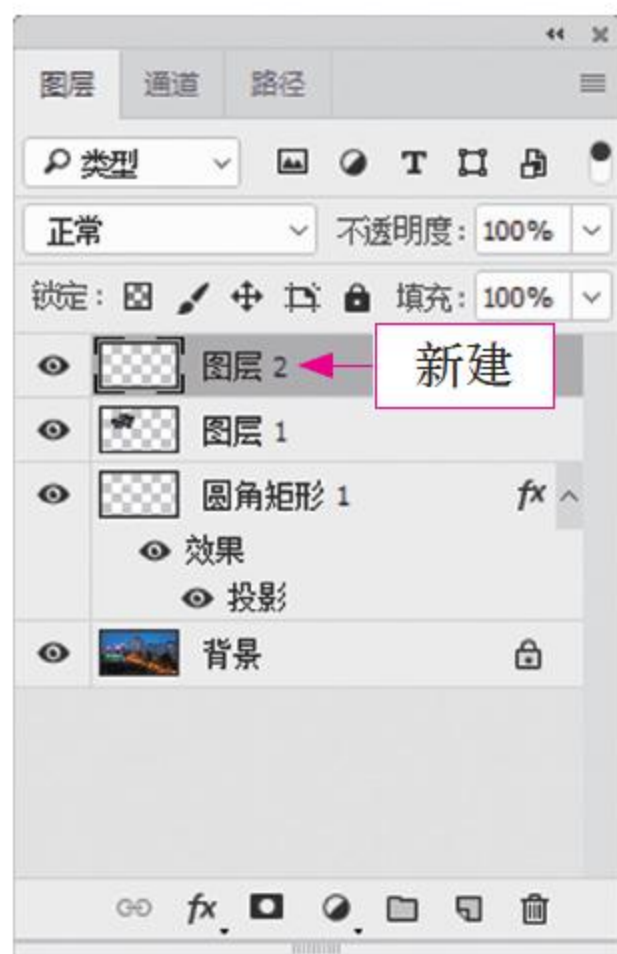 图层 通道 路径
类型
正常 不透明度: 100%
锁定: 填充: 100%
图层 2 新建
图层 1
圆角矩形 1 fx
效果
投影
背景
fx